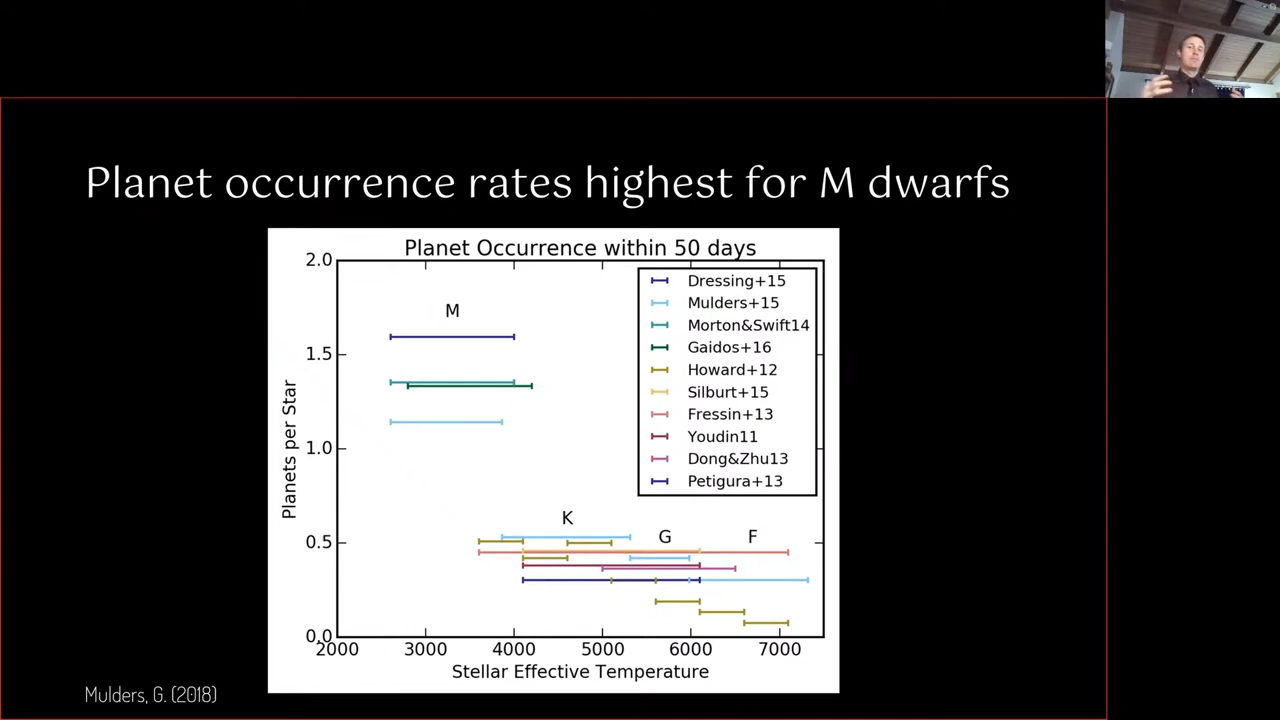 Planet occurrence rates highest for M dwarfs
Planet Occurrence within 50 days
2.0
1.5
1.0
0.5
0.0
Planets per Star
M
K
G
F
Dressing+15
Mulders+15
Morton&Swift14
Gaidos+16
Howard+12
Silburt+15
Fressin+13
Youdin11
Dong&Zhu13
Petigura+13
2000 3000 4000 5000 6000 7000
Stellar Effective Temperature
Mulders, G. (2018)